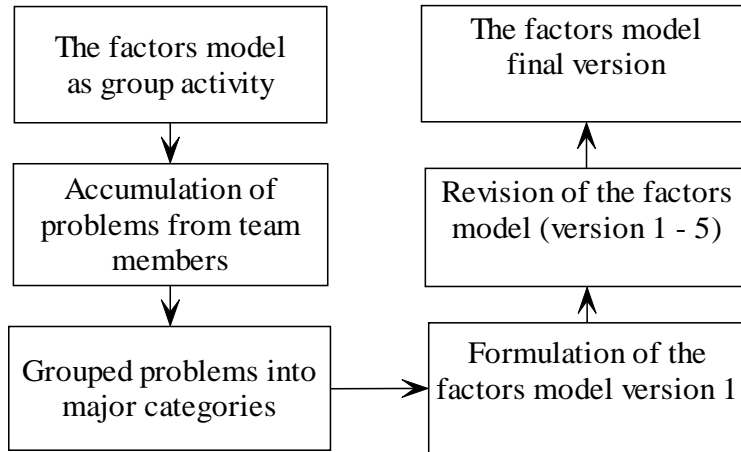 The factors model
as group activity
Accumulation of
problems from team
members
Grouped problems into
major categories
Formulation of the
factors model version 1
Revision of the factors
model (version 1 - 5)
The factors model
final version